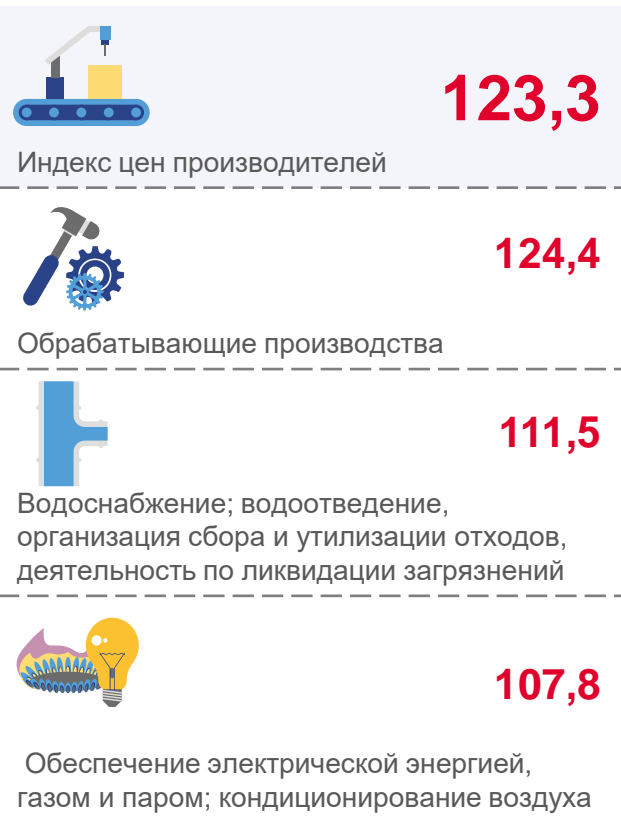 123,3
Индекс цен производителей
124,4
Обрабатывающие производства
111,5
Водоснабжение; водоотведение,
организация сбора и утилизации отходов,
деятельность по ликвидации загрязнений
107,8
Обеспечение электрической энергией,
газом и паром; кондиционирование воздуха